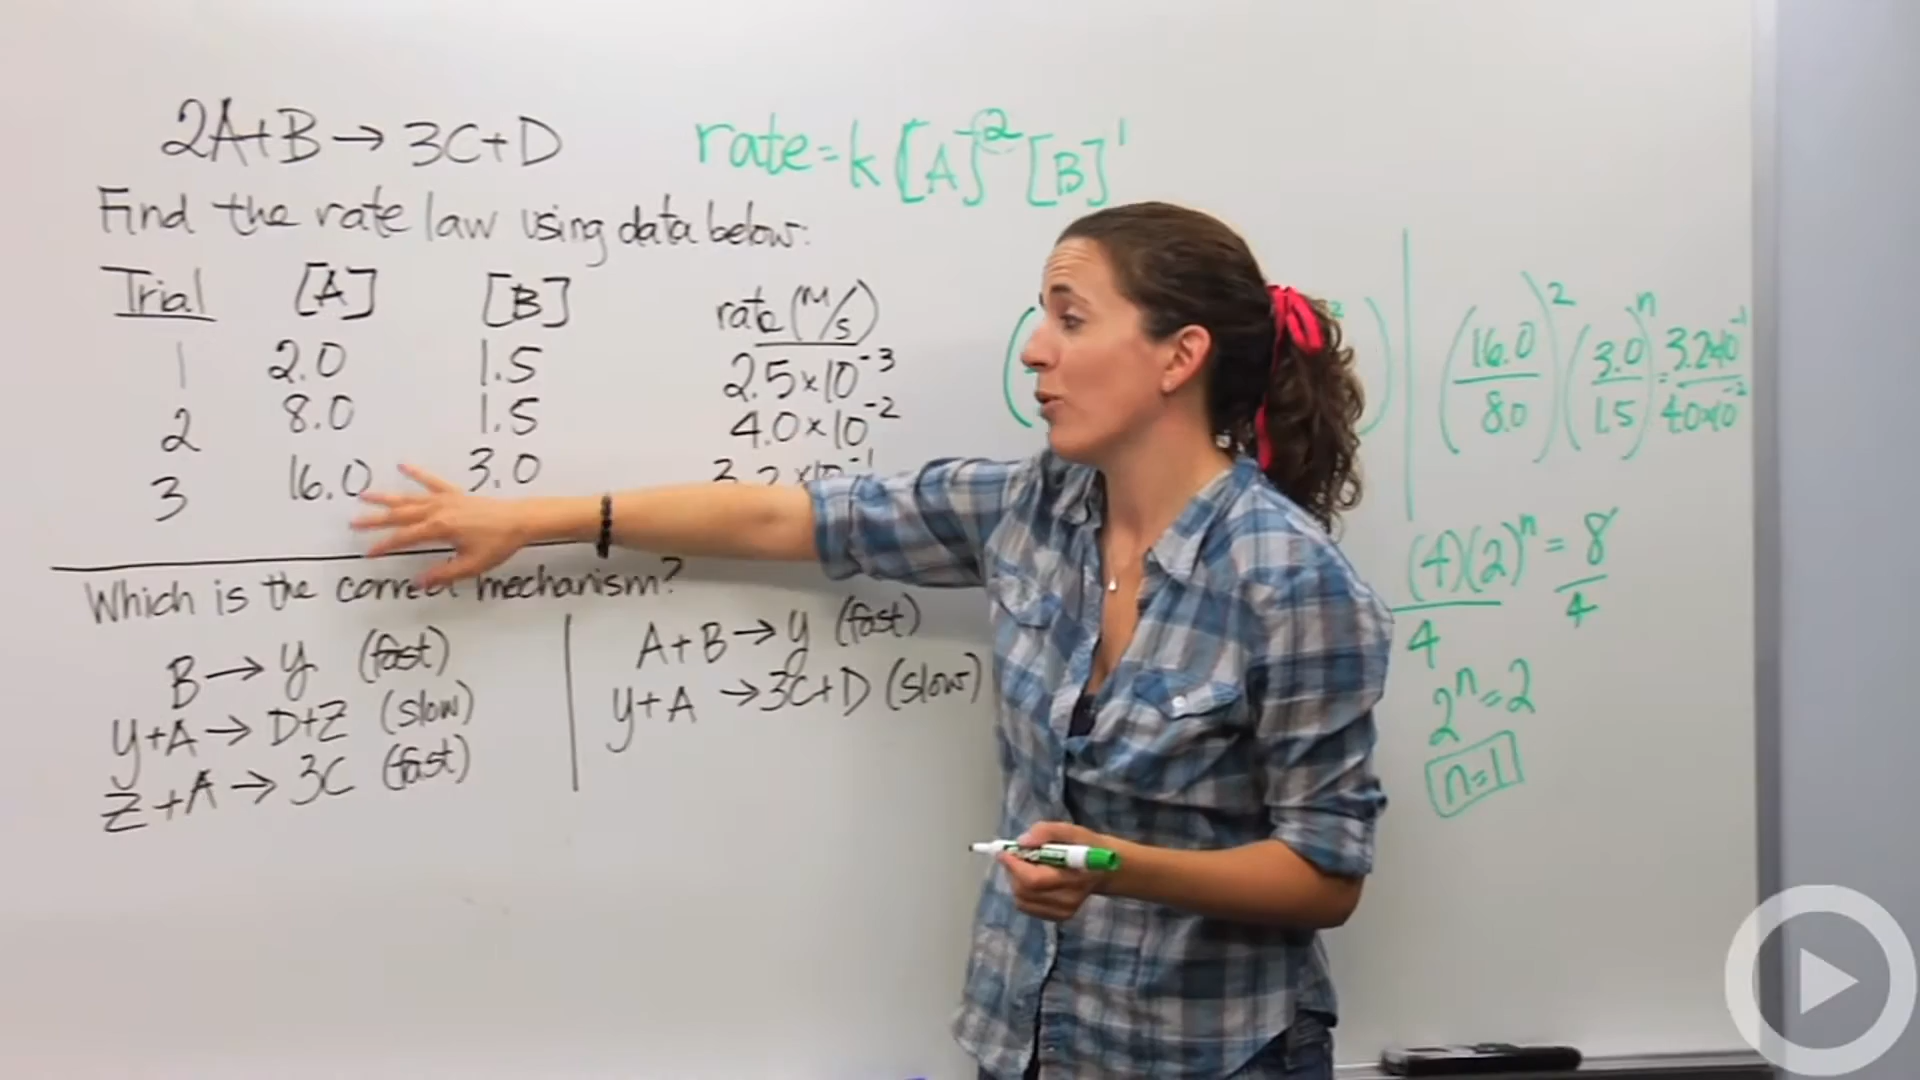 2A+B → 3C+D
rate = k [A]² [B]¹
Find the rate law using data below:
Trial [A] [B] rate (M/s)
1 2.0 1.5 2.5×10⁻³
2 8.0 1.5 4.0×10⁻²
3 16.0 3.0 3.2×10⁻¹
Which is the correct mechanism?
B → y (fast)
y+A → D+Z (slow)
Z+A → 3C (fast)
A+B → y (fast)
y+A → 3C+D (slow)
(16.0/8.0)² (3.0/1.5)ⁿ = 3.2×10⁻¹/4.0×10⁻²
(4)(2)ⁿ/4 = 8/4
2ⁿ = 2
n=1